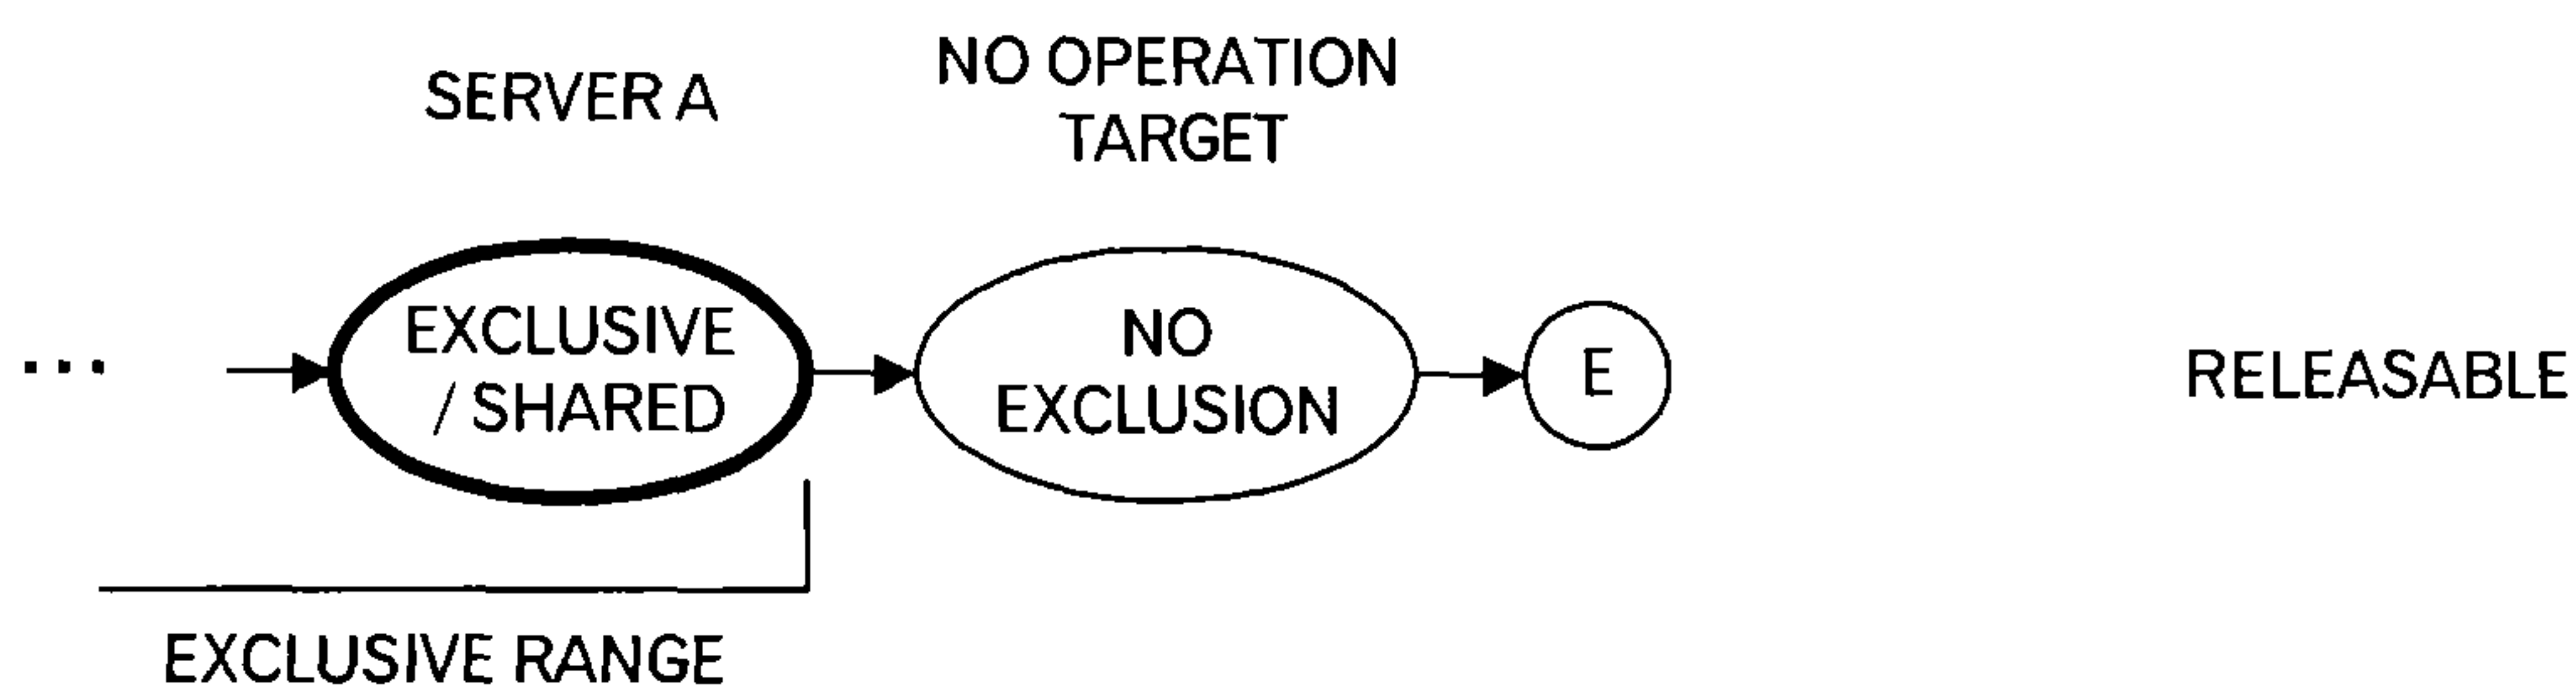 SERVER A
NO OPERATION
TARGET
...
EXCLUSIVE
/ SHARED
NO
EXCLUSION
E
RELEASABLE
EXCLUSIVE RANGE